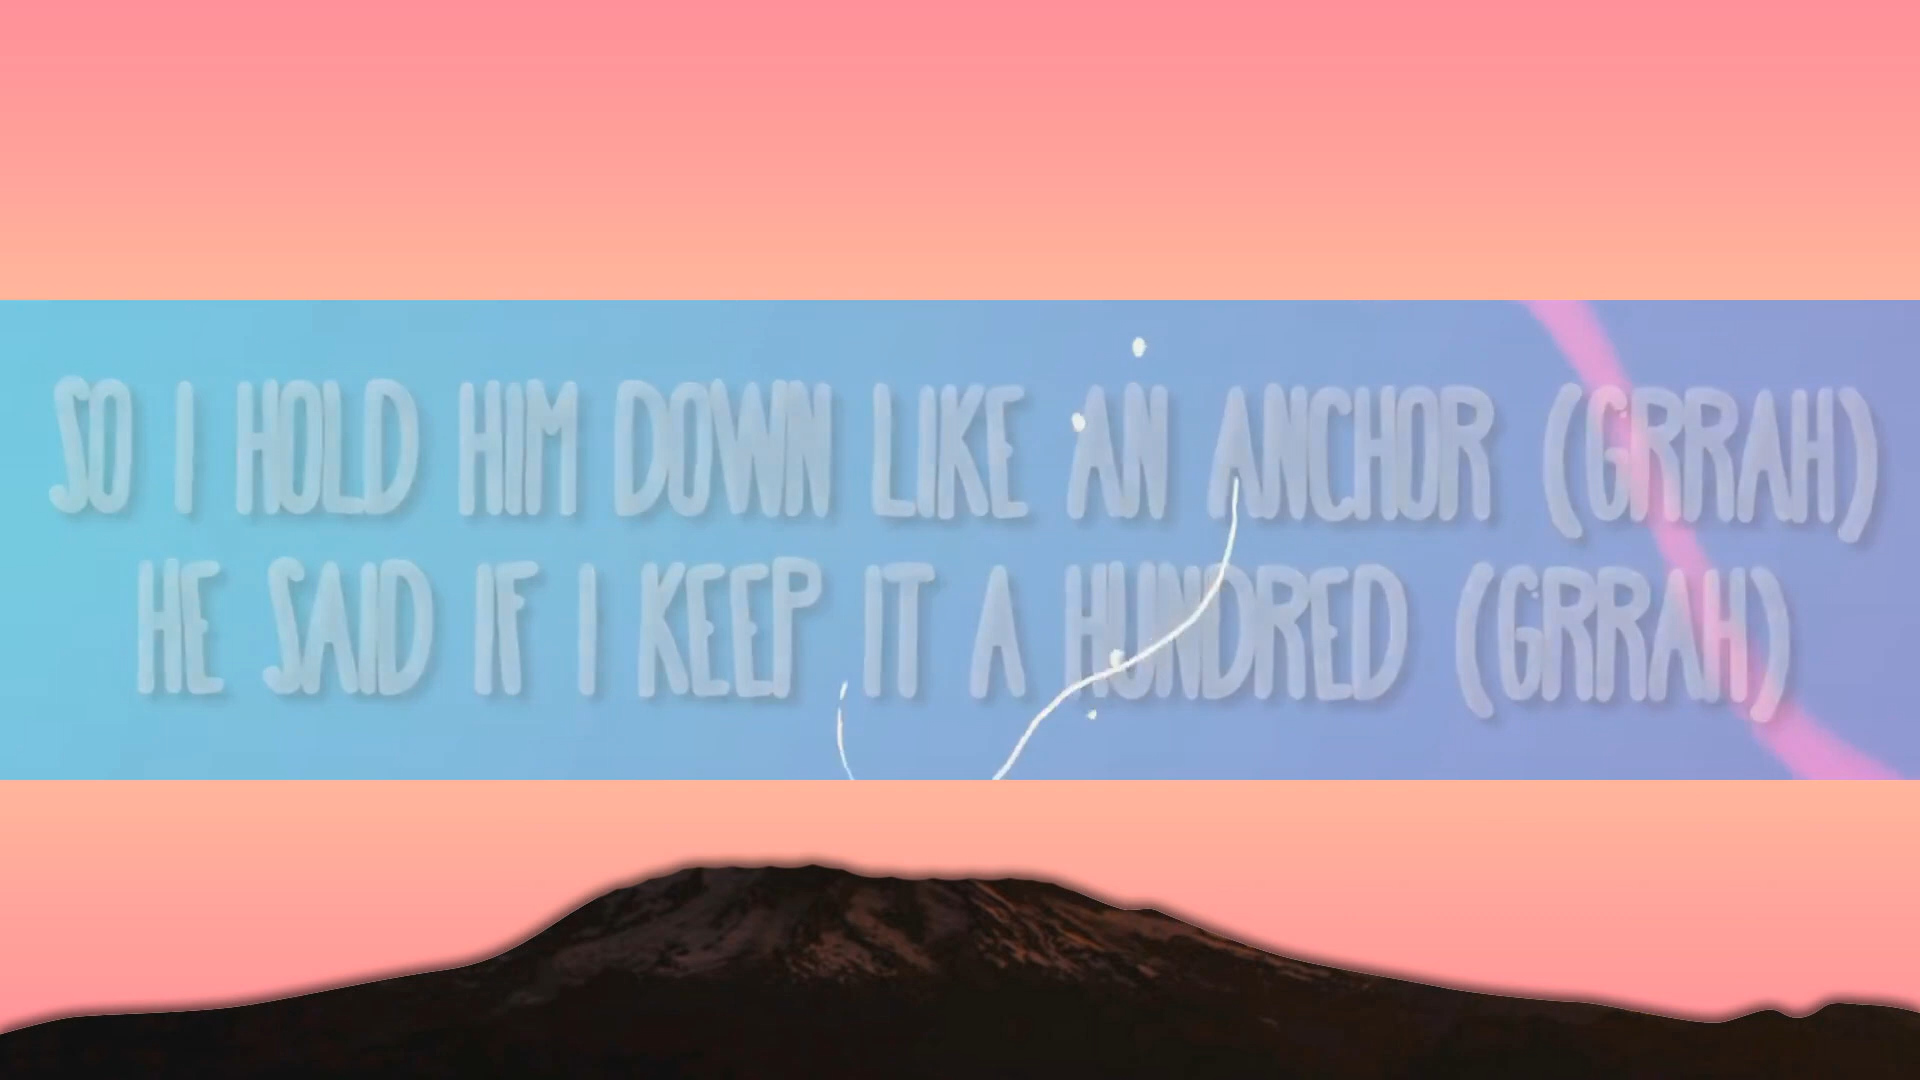 SO I HOLD HIM DOWN LIKE AN ANCHOR (GRRAH)
HE SAID IF I KEEP IT A HUNDRED (GRRAH)